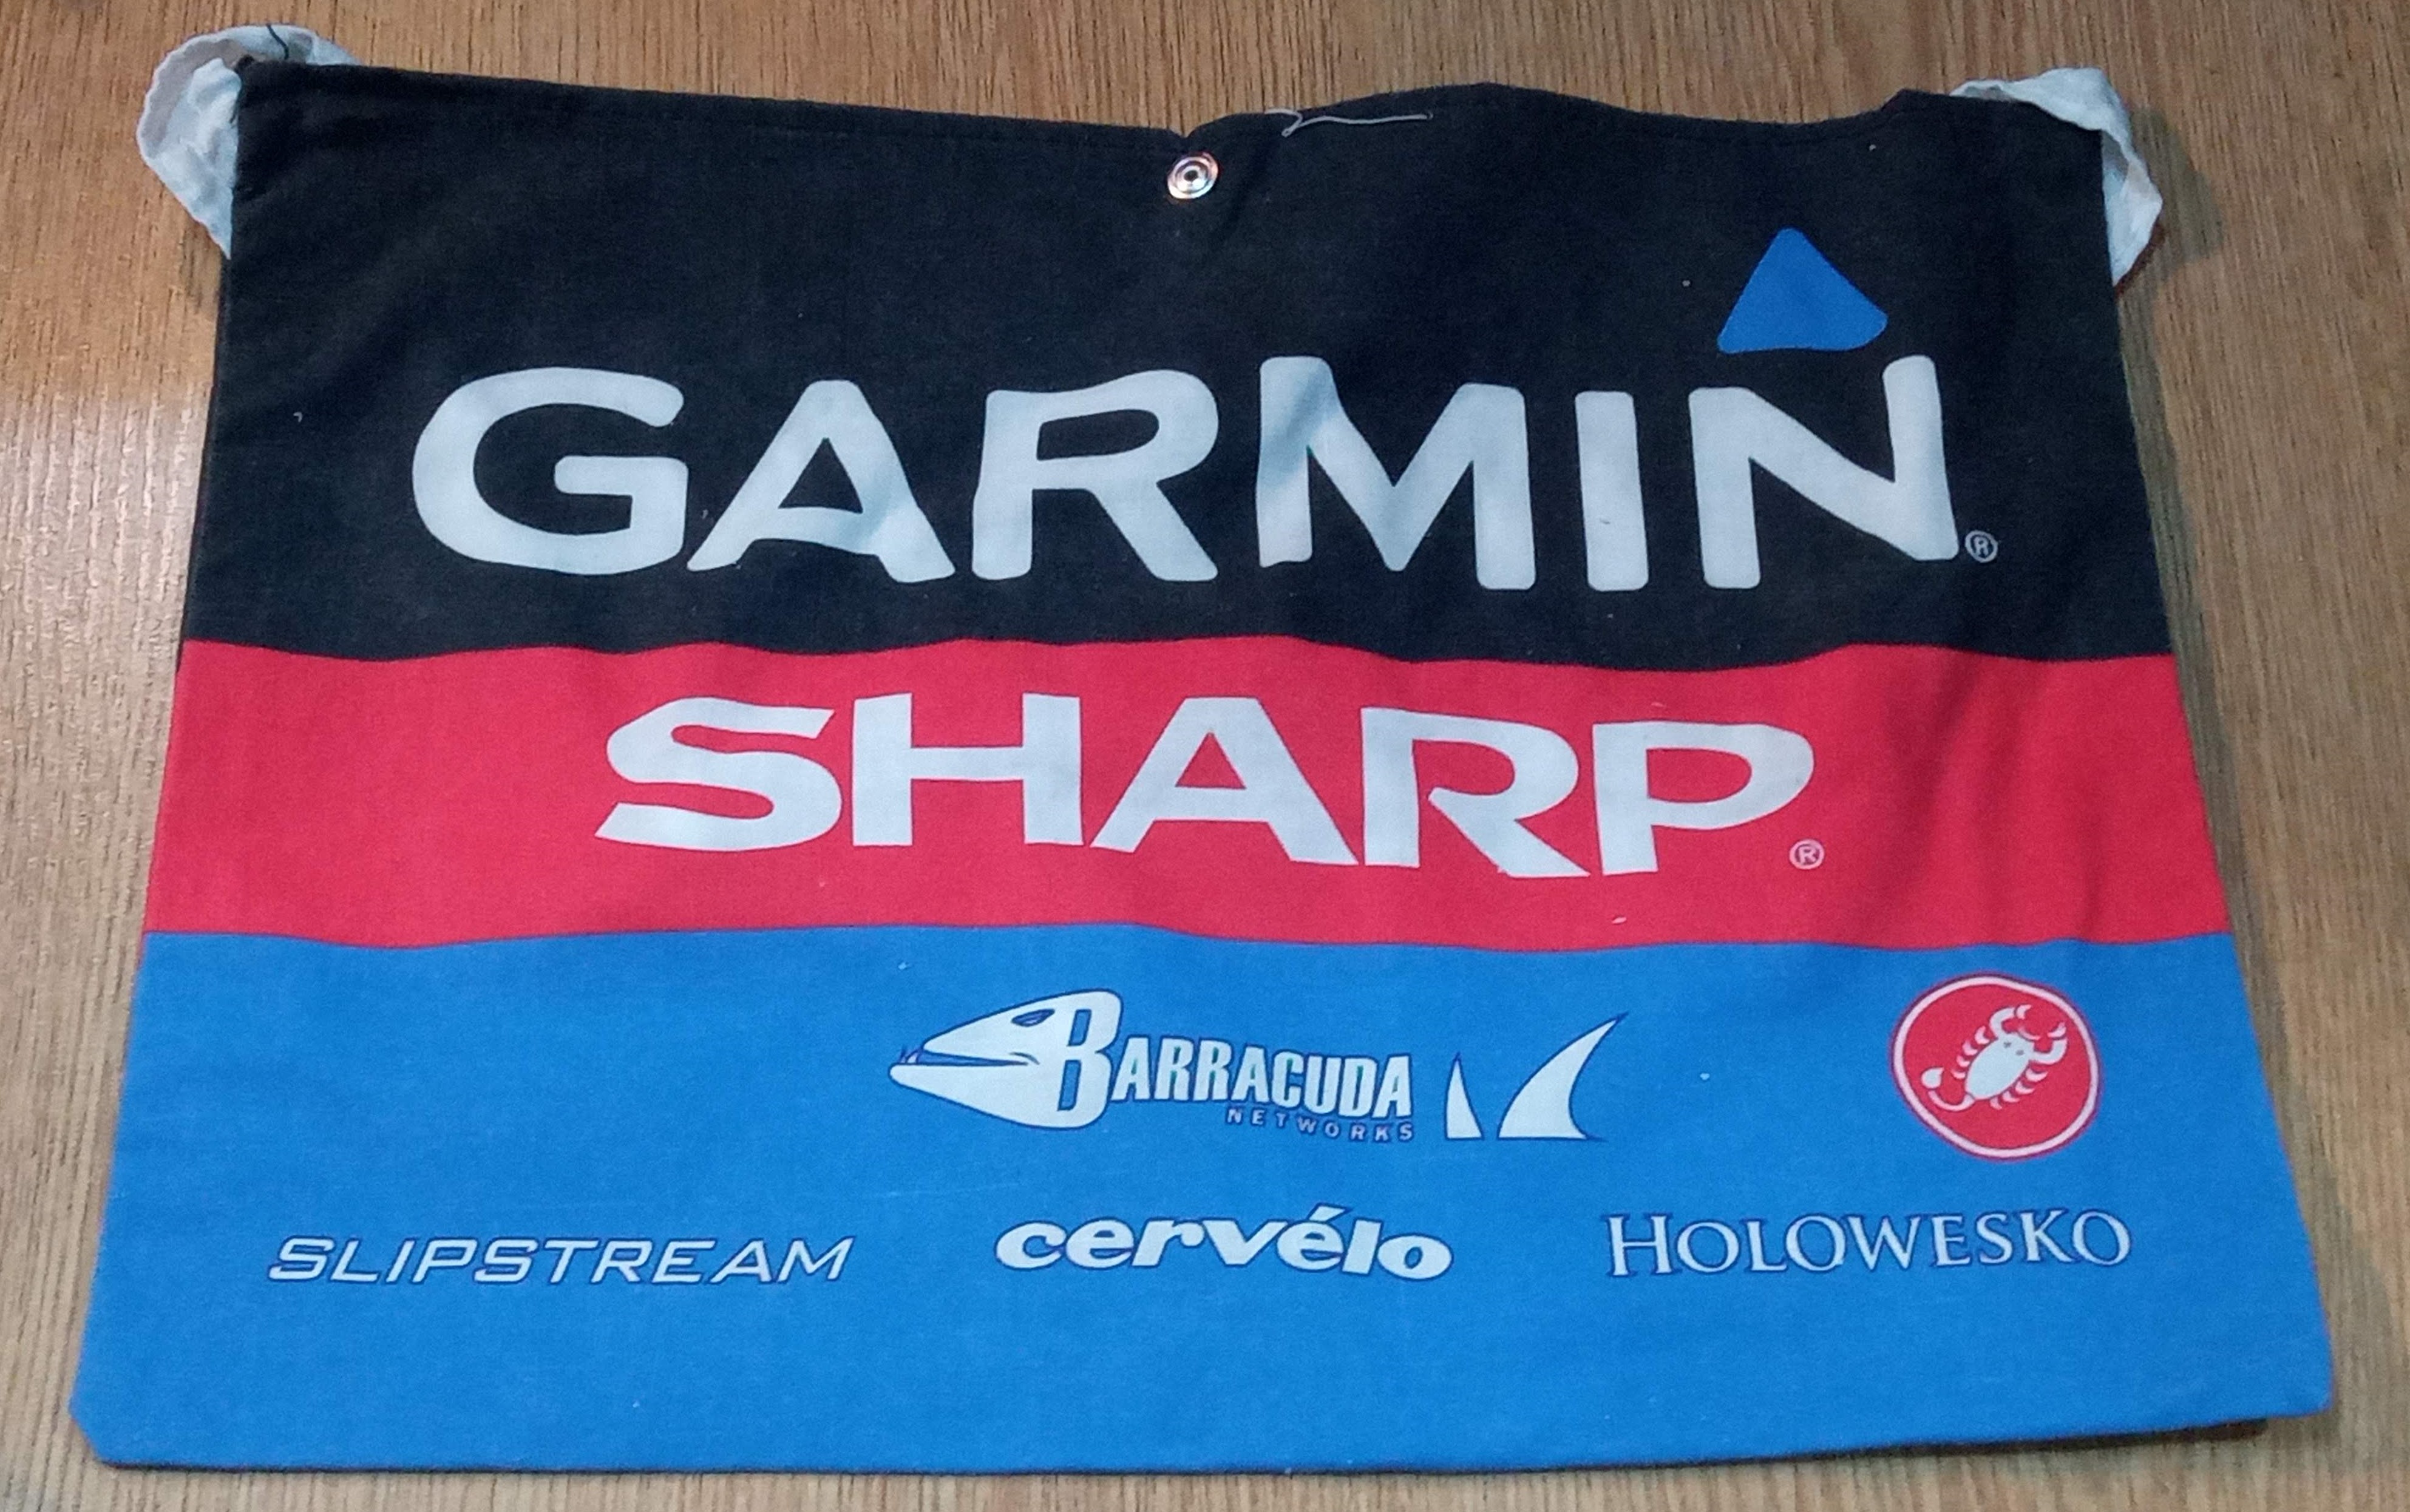 GARMIN®
SHARP®
BARRACUDA
NETWORKS
SLIPSTREAM cervélo HOLOWESKO